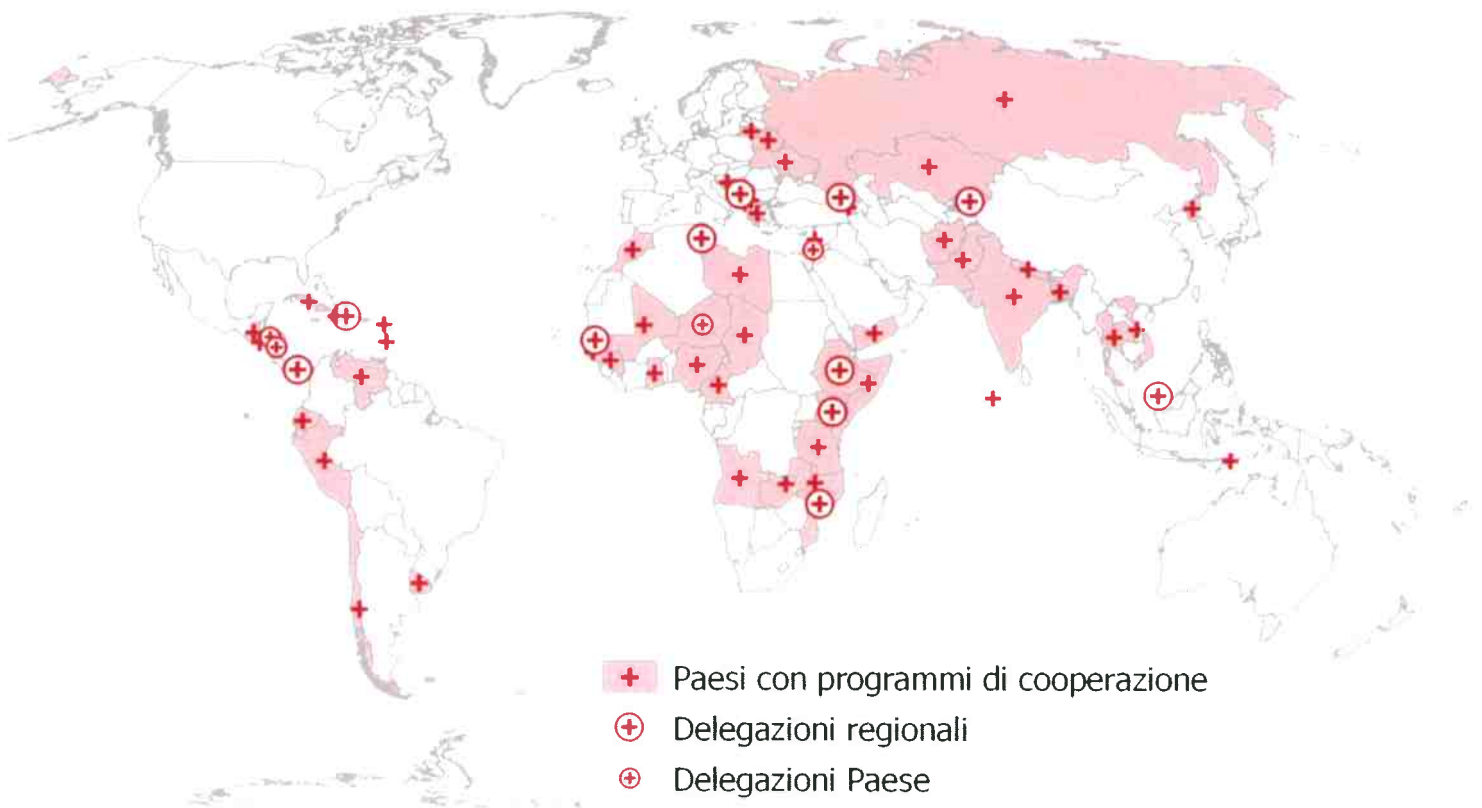 Paesi con programmi di cooperazione
Delegazioni regionali
Delegazioni Paese